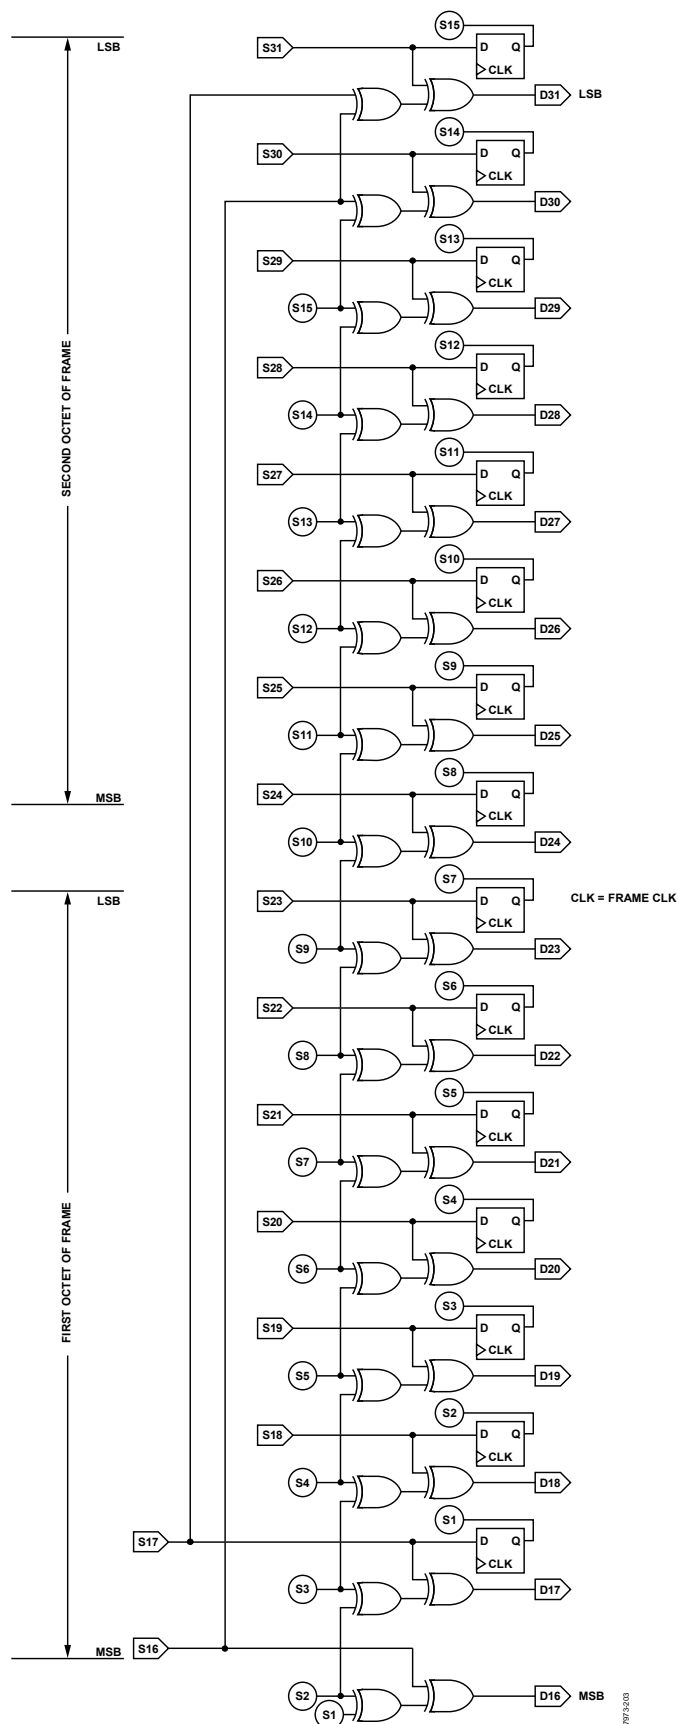 S15
LSB
S31
D Q
CLK
D31 LSB
S14
S30
D Q
CLK
D30
S13
S29
D Q
CLK
S15
D29
S12
S28
D Q
CLK
S14
D28
S11
S27
D Q
CLK
S13
D27
S10
S26
D Q
CLK
S12
D26
S9
S25
D Q
CLK
S11
D25
SECOND OCTET OF FRAME
S8
MSB
S24
D Q
CLK
S10
D24
S7
LSB
S23
D Q
CLK
CLK = FRAME CLK
S9
D23
S6
S22
D Q
CLK
S8
D22
S5
S21
D Q
CLK
S7
D21
S4
S20
D Q
CLK
S6
D20
FIRST OCTET OF FRAME
S3
S19
D Q
CLK
S5
D19
S2
S18
D Q
CLK
S4
D18
S1
S17
D Q
CLK
S3
D17
MSB
S16
S2
D16 MSB
S1